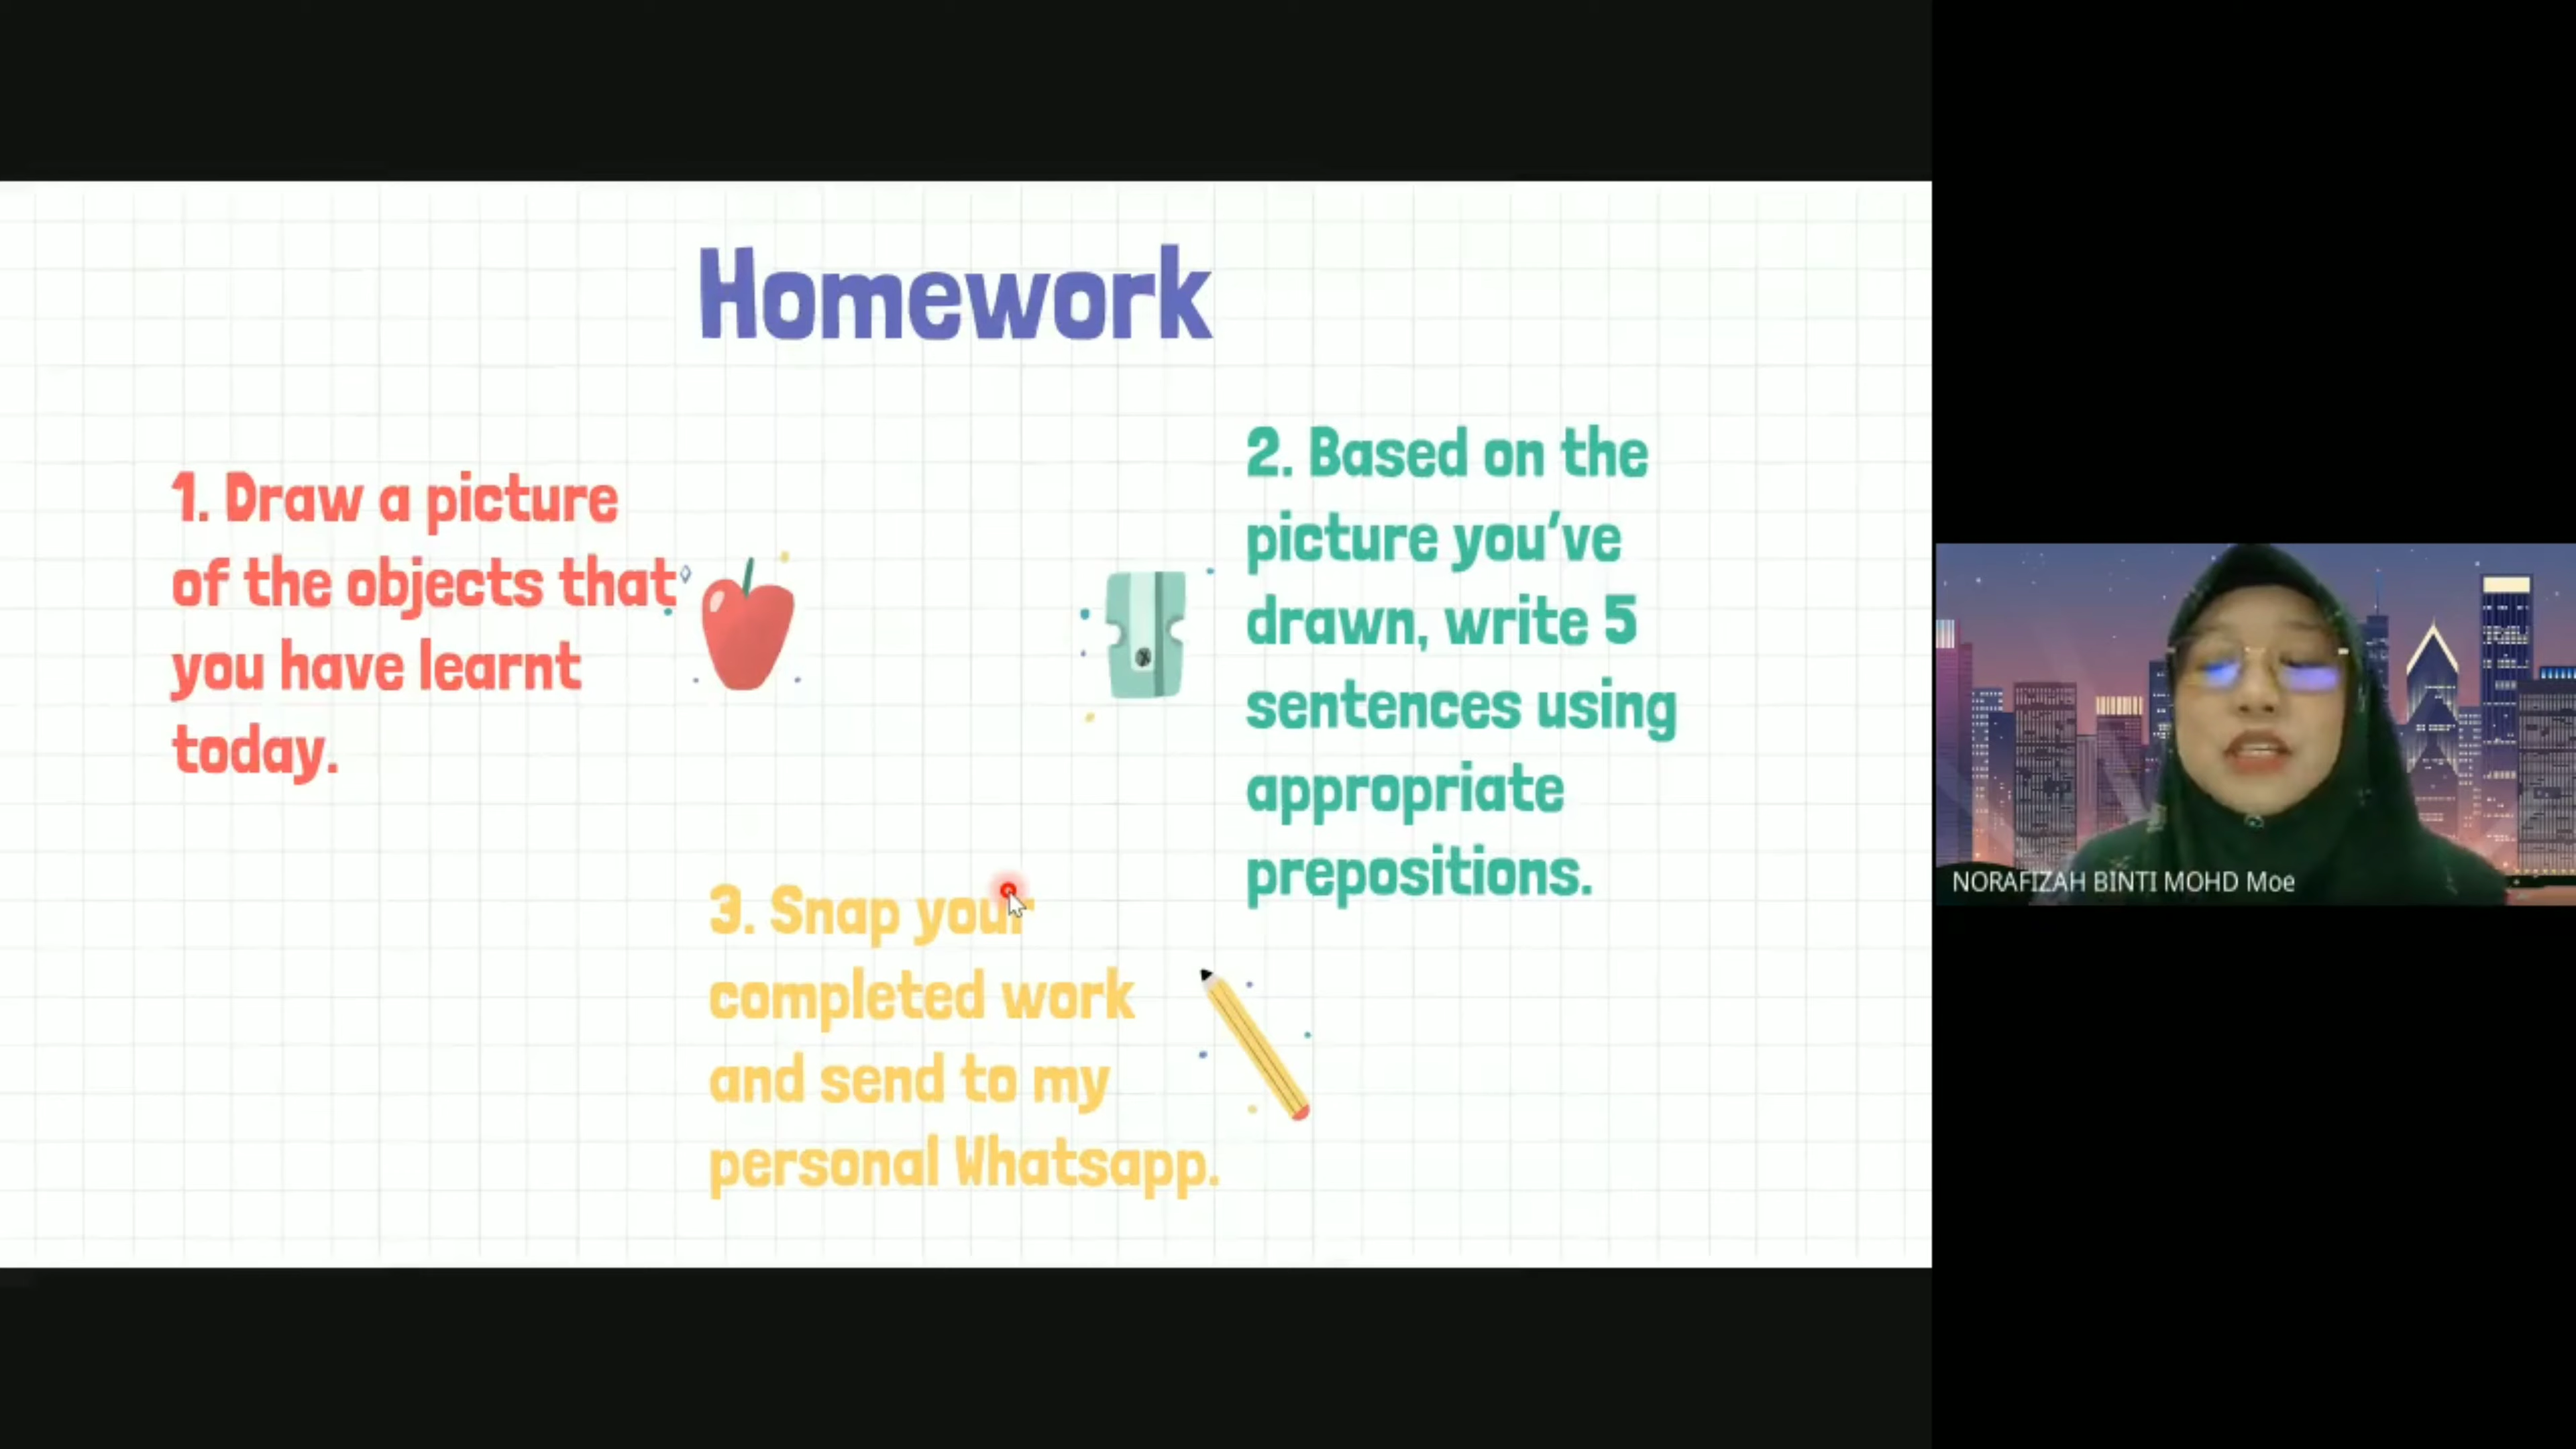 Homework
1. Draw a picture
of the objects that
you have learnt
today.
2. Based on the
picture you've
drawn, write 5
sentences using
appropriate
prepositions.
3. Snap your
completed work
and send to my
personal Whatsapp.
NORAFIZAH BINTI MOHD Moe